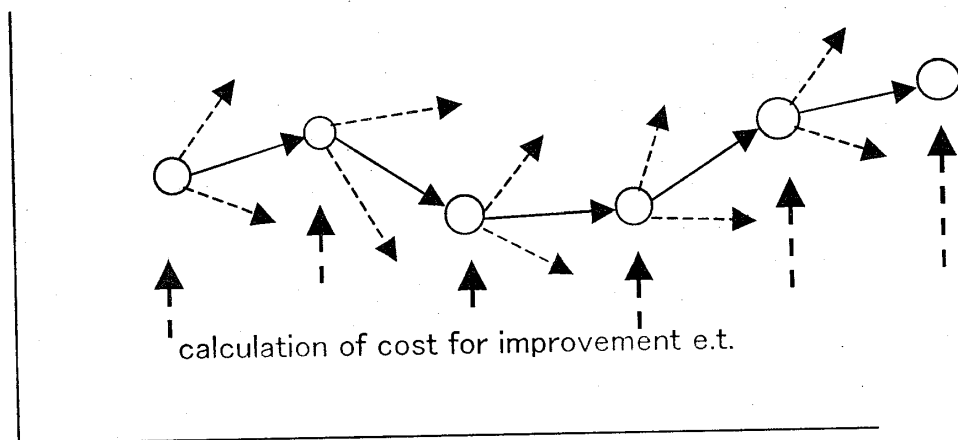 calculation of cost for improvement e.t.